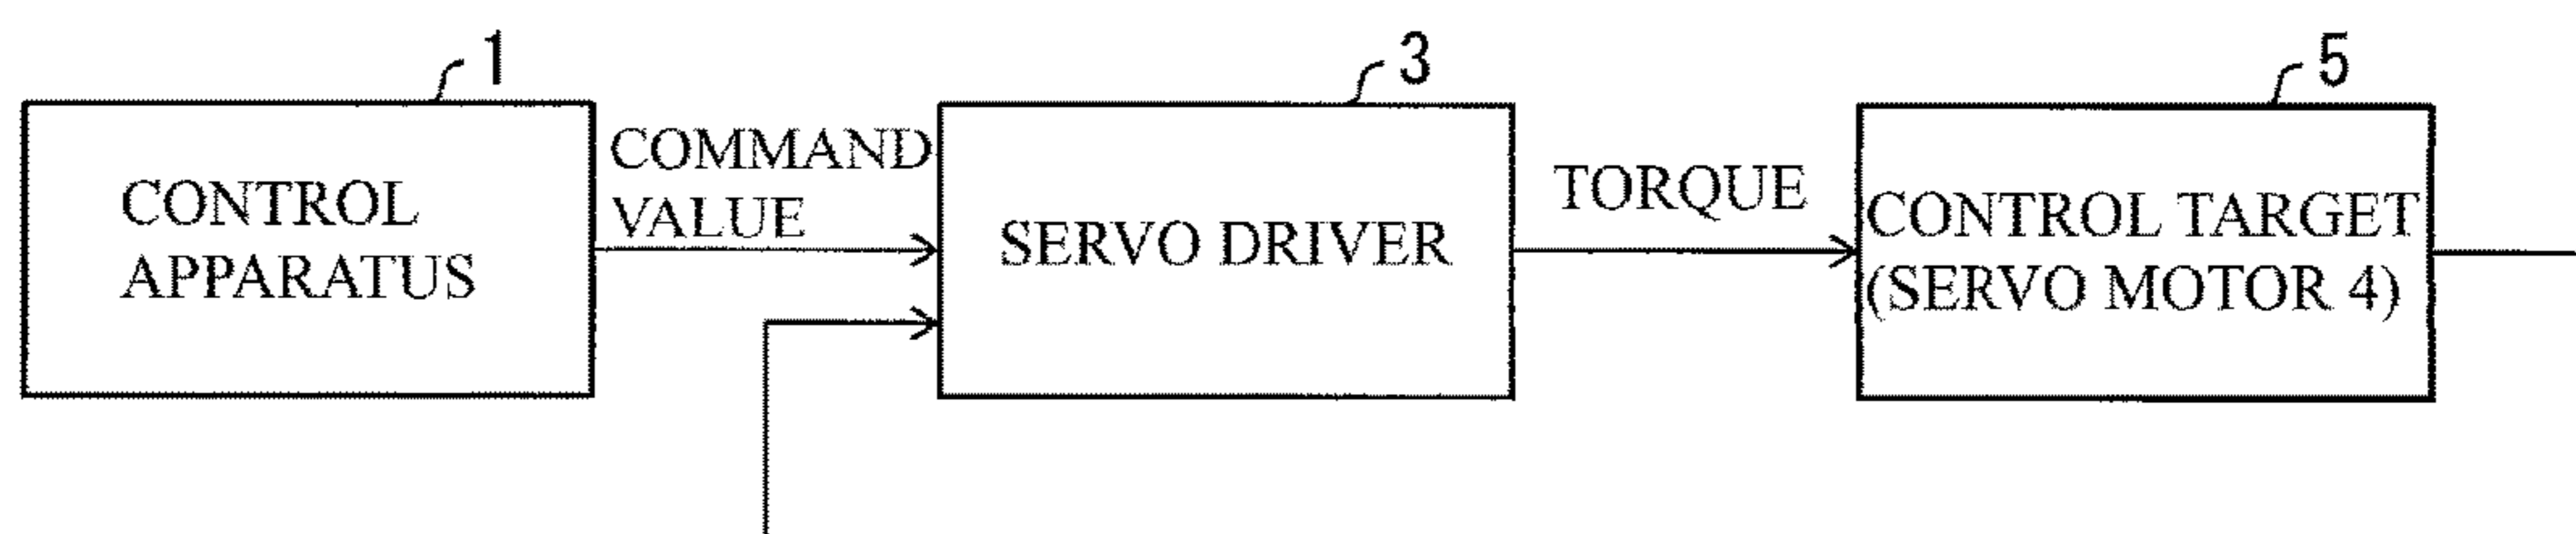 1
3
5
CONTROL
APPARATUS
COMMAND
VALUE
SERVO DRIVER
TORQUE
CONTROL TARGET
(SERVO MOTOR 4)